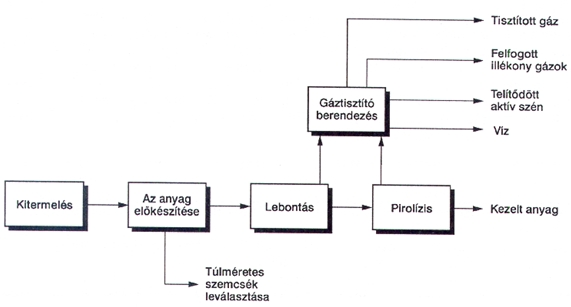 Tisztított gáz
Felfogott
illékony gázok
Gáztisztító
berendezés
Telítődött
aktív szén
Viz
Kitermelés
Az anyag
előkészítése
Lebontás
Pirolízis
Kezelt anyag
Túlméretes
szemcsék
leválasztása